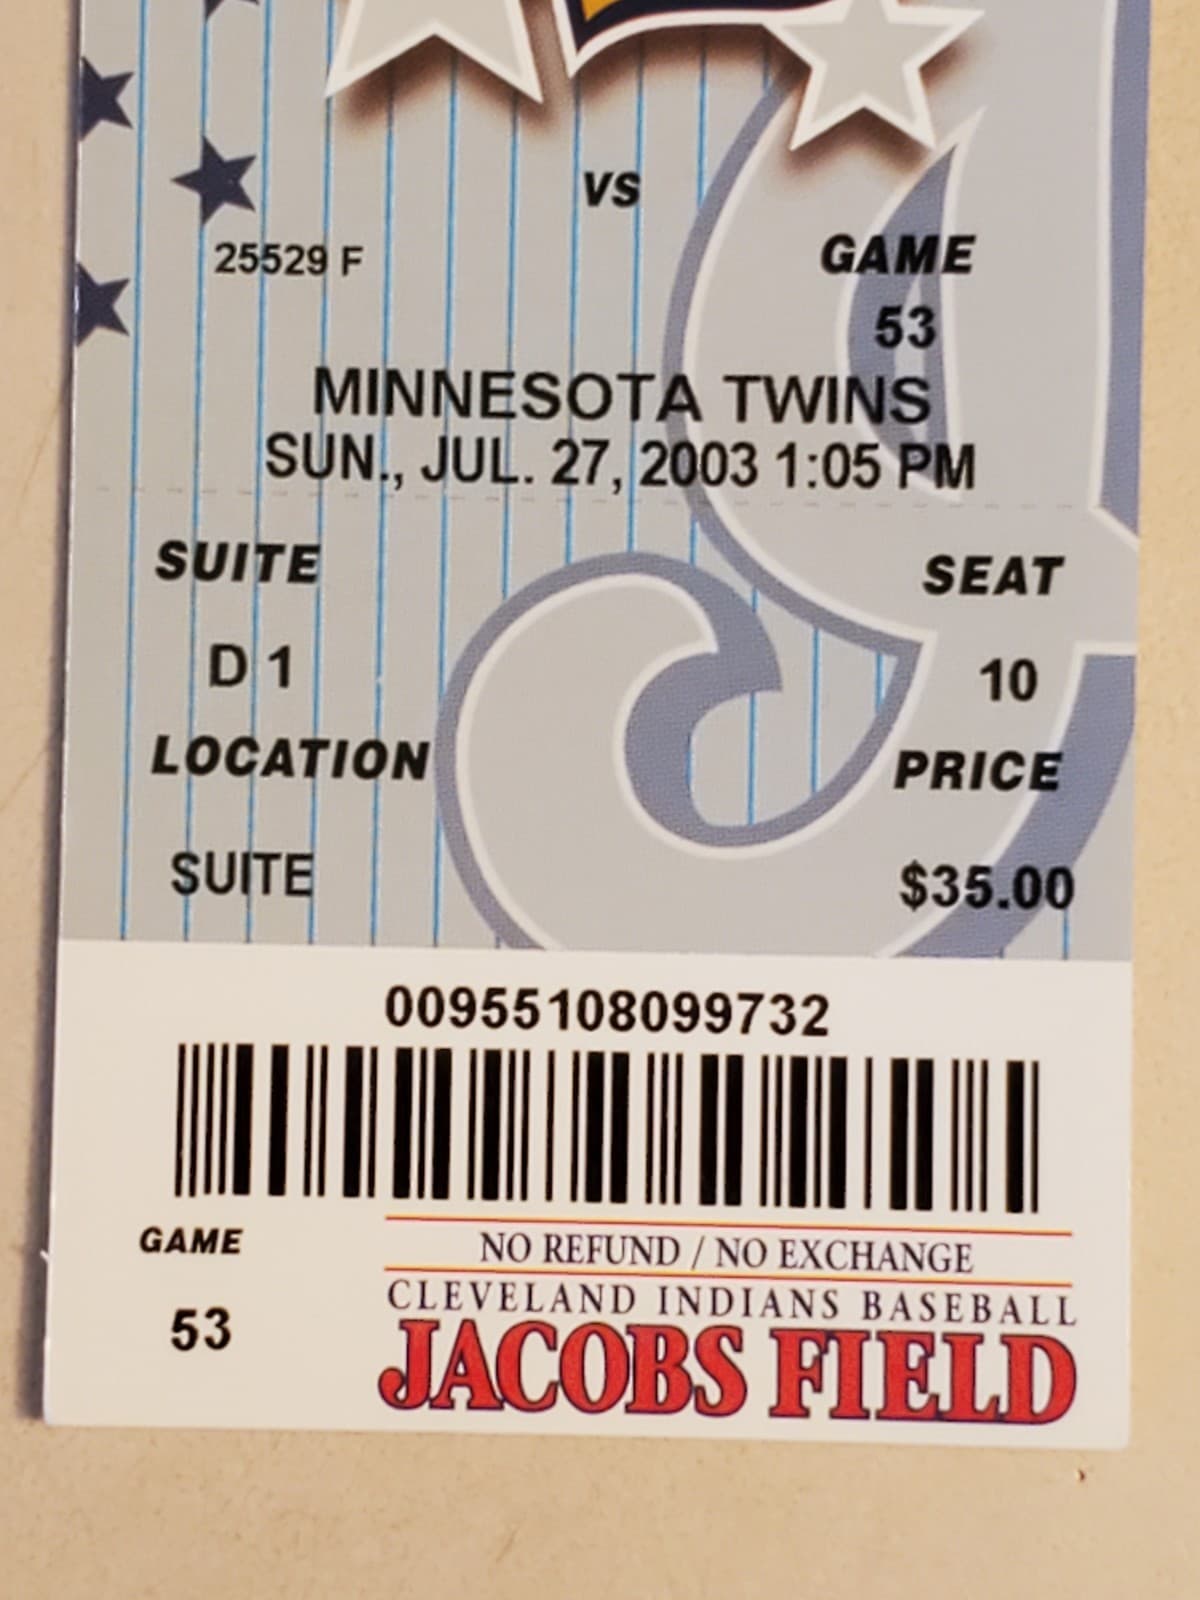 VS
25529 F
GAME
53
MINNESOTA TWINS
SUN., JUL. 27, 2003 1:05 PM
SUITE
SEAT
D 1
10
LOCATION
PRICE
SUITE
$35.00
00955108099732
GAME
53
NO REFUND / NO EXCHANGE
CLEVELAND INDIANS BASEBALL
JACOBS FIELD